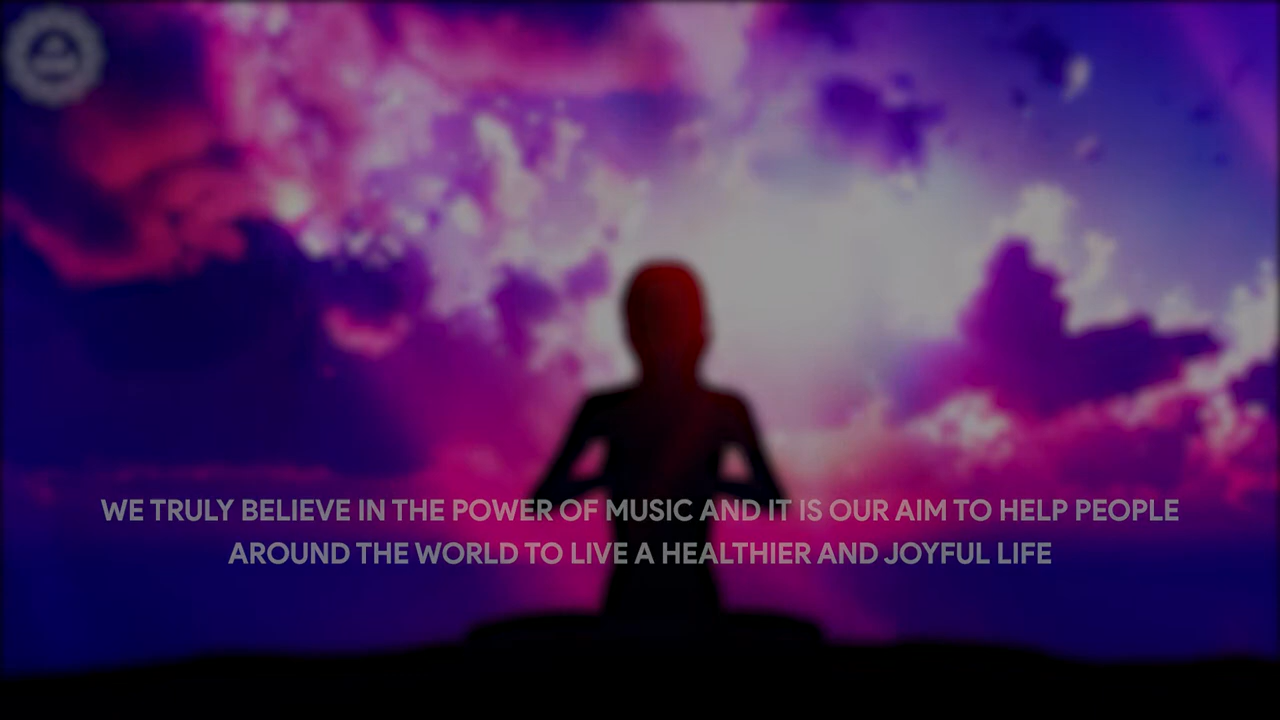 WE TRULY BELIEVE IN THE POWER OF MUSIC AND IT IS OUR AIM TO HELP PEOPLE
AROUND THE WORLD TO LIVE A HEALTHIER AND JOYFUL LIFE